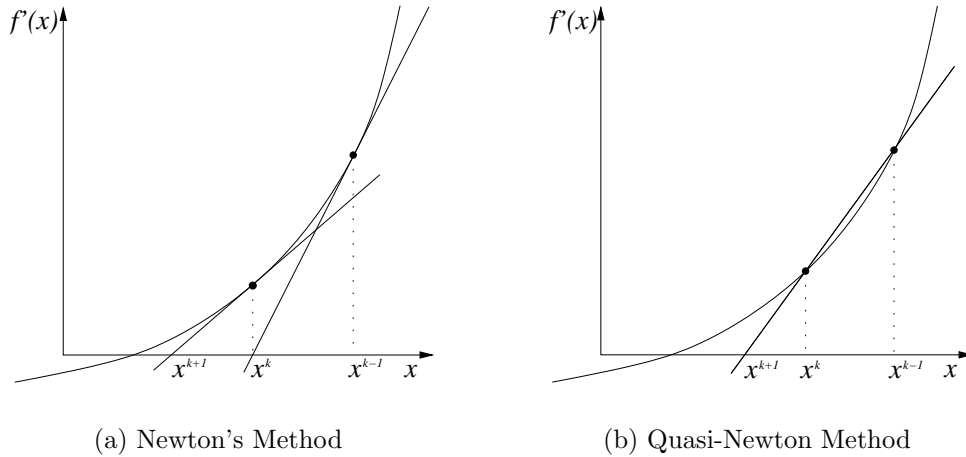 f'(x)
x^{k+1} x^k x^{k-1} x
(a) Newton's Method
f'(x)
x^{k+1} x^k x^{k-1} x
(b) Quasi-Newton Method